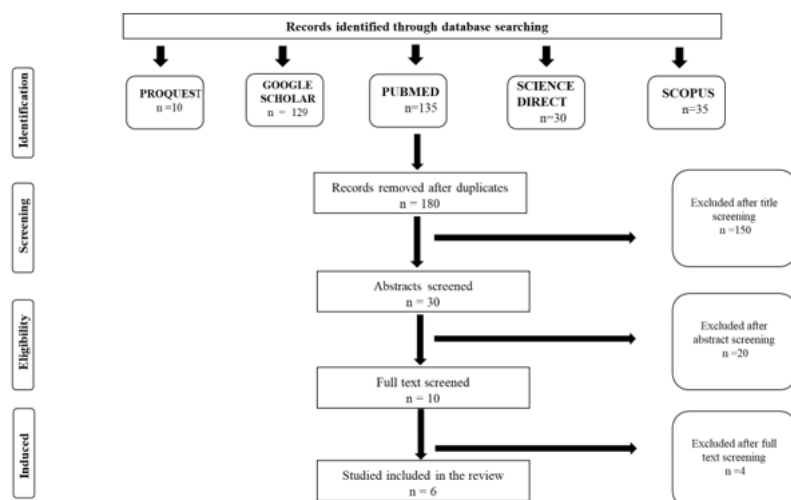 Records identified through database searching
Identification
PROQUEST
n =10
GOOGLE
SCHOLAR
n = 129
PUBMED
n=135
SCIENCE
DIRECT
n=30
SCOPUS
n=35
Screening
Records removed after duplicates
n = 180
Excluded after title
screening
n =150
Abstracts screened
n = 30
Eligibility
Excluded after
abstract screening
n =20
Full text screened
n = 10
Induced
Excluded after full
text screening
n =4
Studied included in the review
n = 6